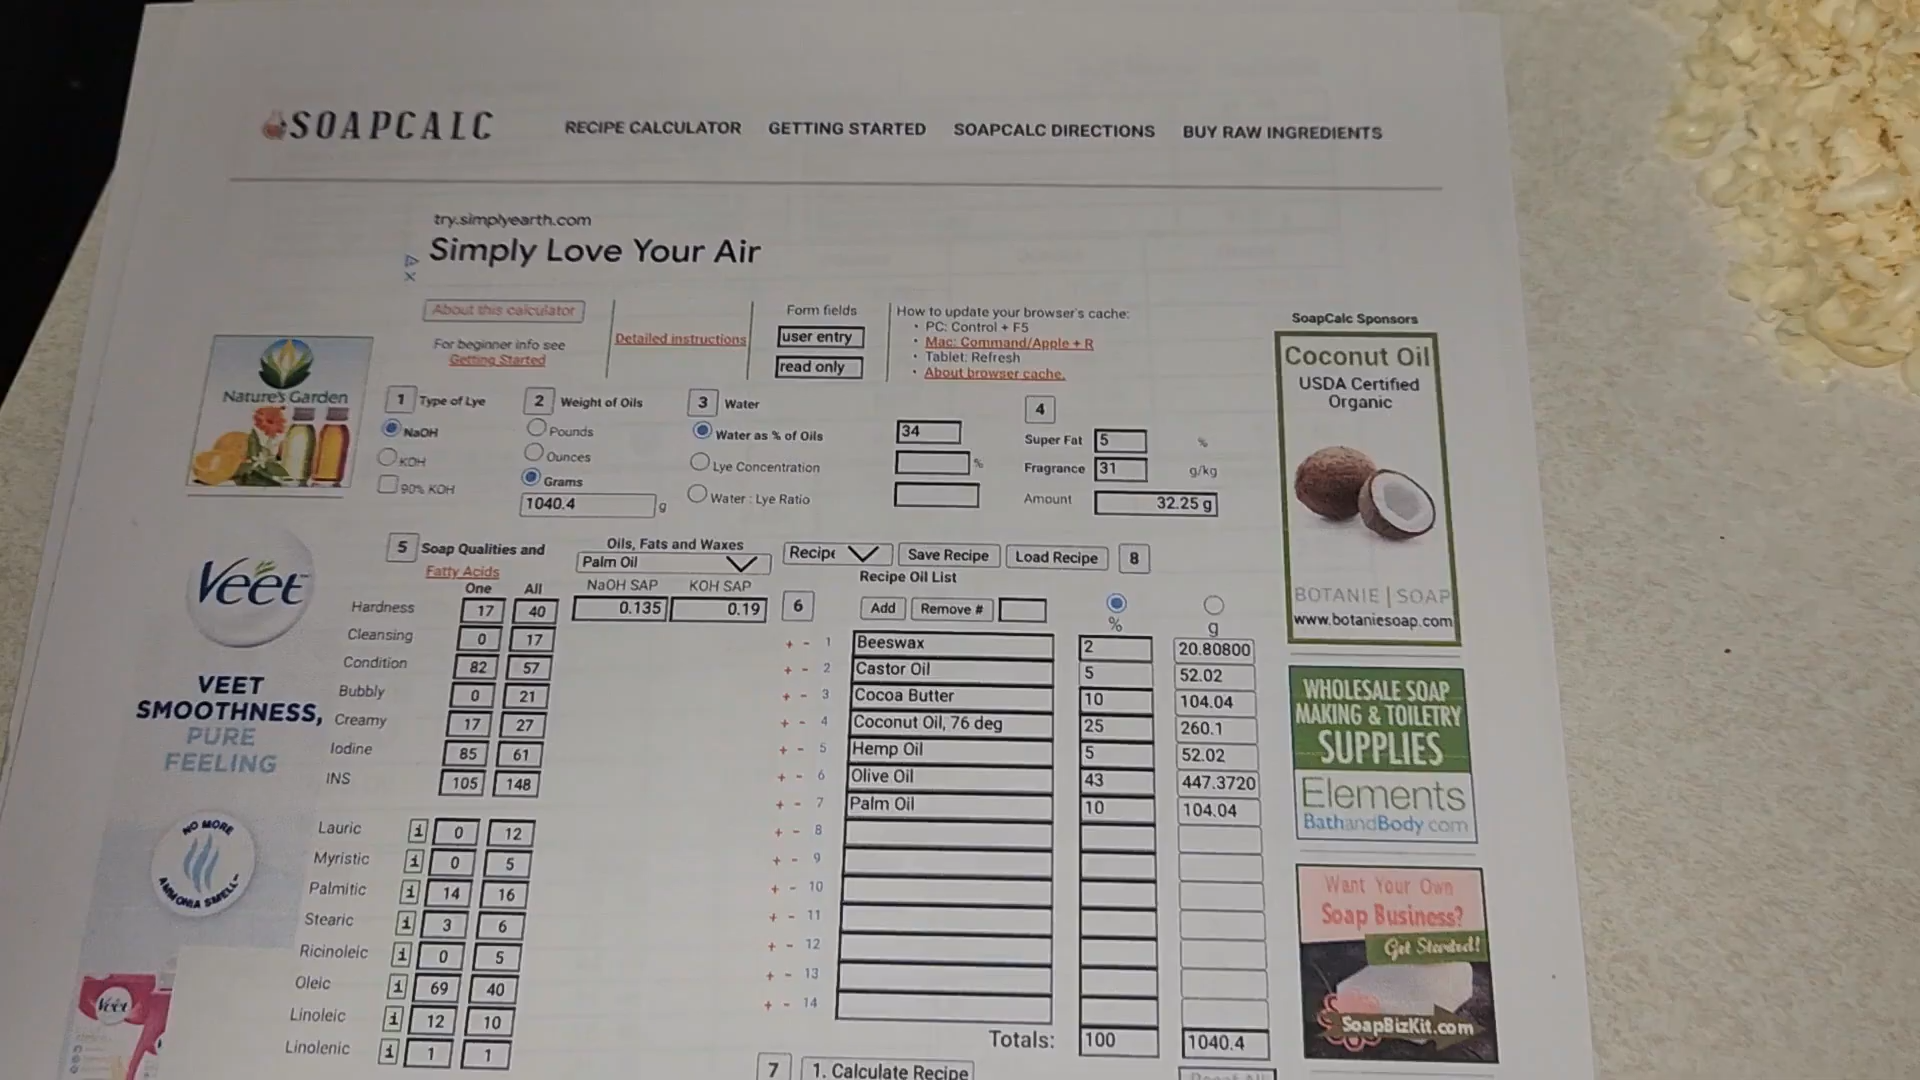 SOAPCALC
RECIPE CALCULATOR GETTING STARTED SOAPCALC DIRECTIONS BUY RAW INGREDIENTS
try.simplyearth.com
Simply Love Your Air
About this calculator
For beginner info see
Getting Started
Detailed instructions
Form fields
user entry
read only
How to update your browser's cache:
• PC: Control + F5
• Mac: Command/Apple + R
• Tablet: Refresh
• About browser cache.
Nature's Garden
1 Type of Lye
NaOH
KOH
90% KOH
2 Weight of Oils
Pounds
Ounces
Grams
1040.4 g
3 Water
Water as % of Oils 34
Lye Concentration %
Water : Lye Ratio
4
Super Fat 5 %
Fragrance 31 g/kg
Amount 32.25 g
SoapCalc Sponsors
Coconut Oil
USDA Certified
Organic
BOTANIE | SOAP
www.botaniesoap.com
5 Soap Qualities and
Fatty Acids
One All
Hardness 17 40
Cleansing 0 17
Condition 82 57
Bubbly 0 21
Creamy 17 27
Iodine 85 61
INS 105 148
Lauric i 0 12
Myristic i 0 5
Palmitic i 14 16
Stearic i 3 6
Ricinoleic i 0 5
Oleic i 69 40
Linoleic i 12 10
Linolenic i 1 1
Oils, Fats and Waxes
Palm Oil
NaOH SAP KOH SAP
0.135 0.19
6
Recipe Save Recipe Load Recipe 8
Recipe Oil List
Add Remove #
% g
+ - 1 Beeswax 2 20.80800
+ - 2 Castor Oil 5 52.02
+ - 3 Cocoa Butter 10 104.04
+ - 4 Coconut Oil, 76 deg 25 260.1
+ - 5 Hemp Oil 5 52.02
+ - 6 Olive Oil 43 447.3720
+ - 7 Palm Oil 10 104.04
+ - 8
+ - 9
+ - 10
+ - 11
+ - 12
+ - 13
+ - 14
Totals: 100 1040.4
7 1. Calculate Recipe
Veet
VEET
SMOOTHNESS,
PURE
FEELING
NO MORE
AMMONIA SMELL
Veet
WHOLESALE SOAP
MAKING & TOILETRY
SUPPLIES
Elements
BathandBody.com
Want Your Own
Soap Business?
Get Started!
SoapBizKit.com